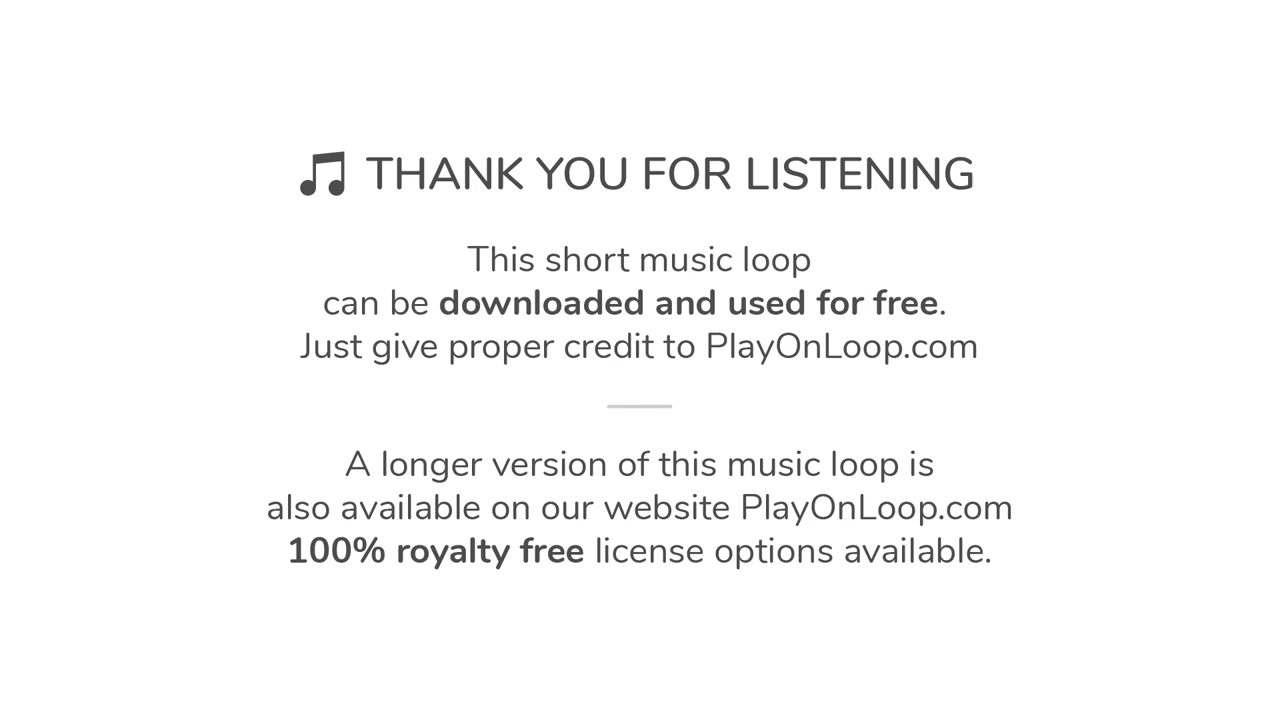 THANK YOU FOR LISTENING
This short music loop
can be downloaded and used for free.
Just give proper credit to PlayOnLoop.com
A longer version of this music loop is
also available on our website PlayOnLoop.com
100% royalty free license options available.